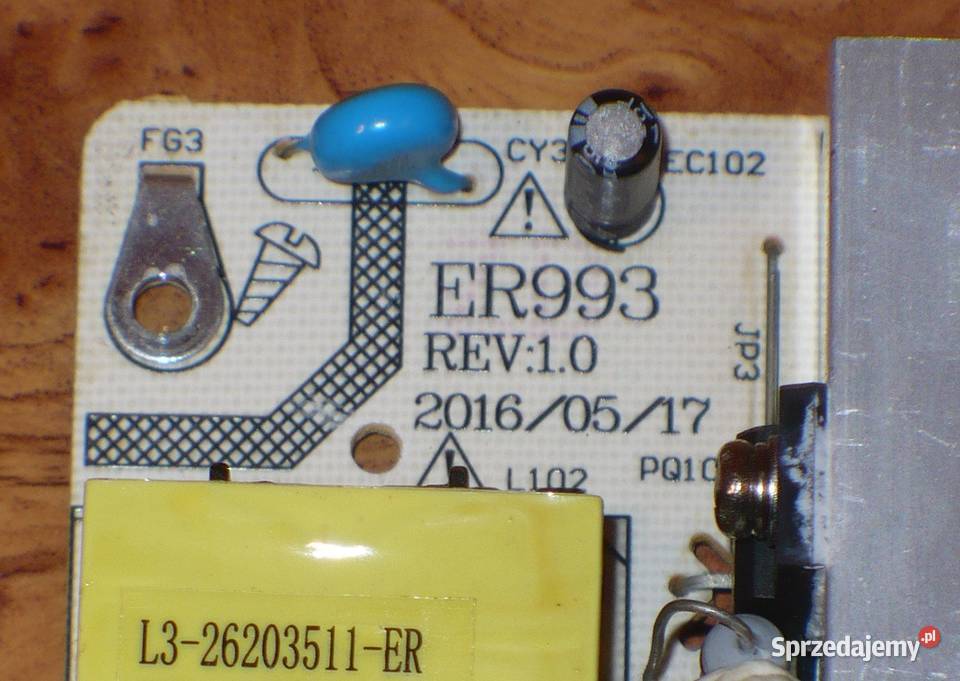 FG3
CY3
EC102
ER993
REV:1.0
2016/05/17
JP3
L102
PQ10
L3-26203511-ER
Sprzedajemy.pl